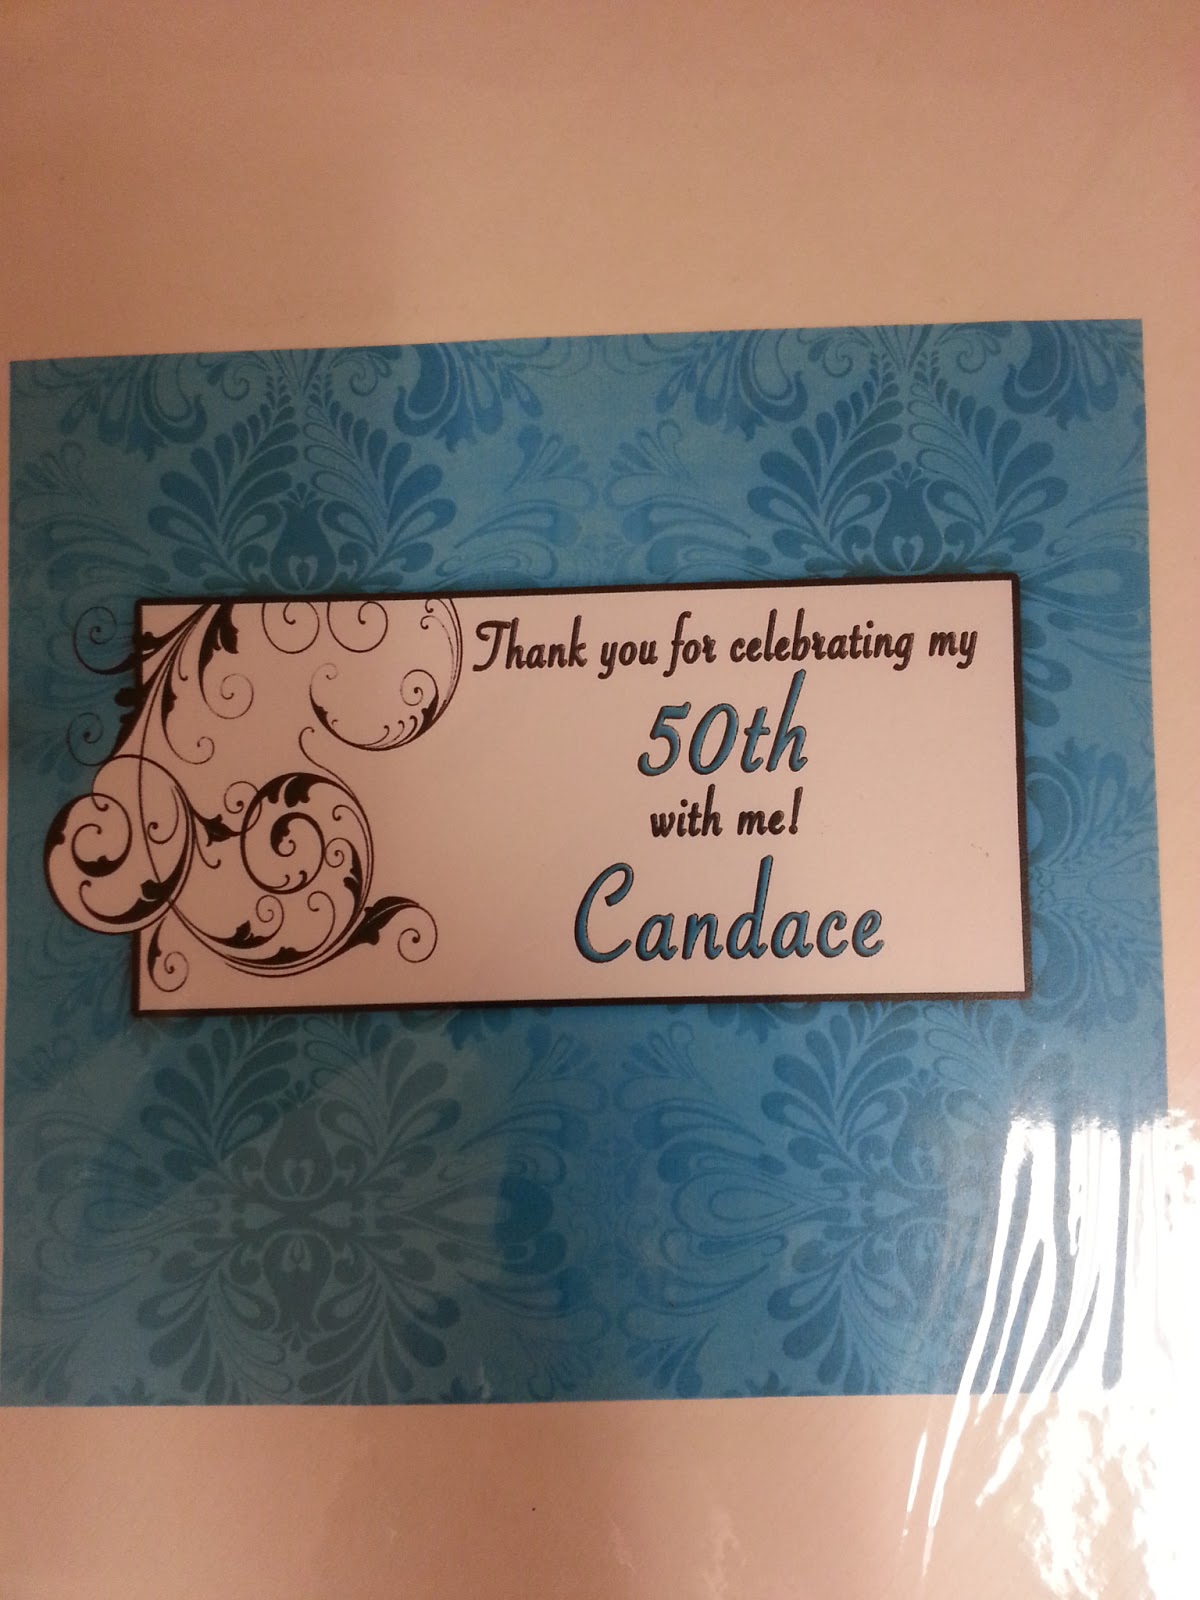 Thank you for celebrating my
50th
with me!
Candace